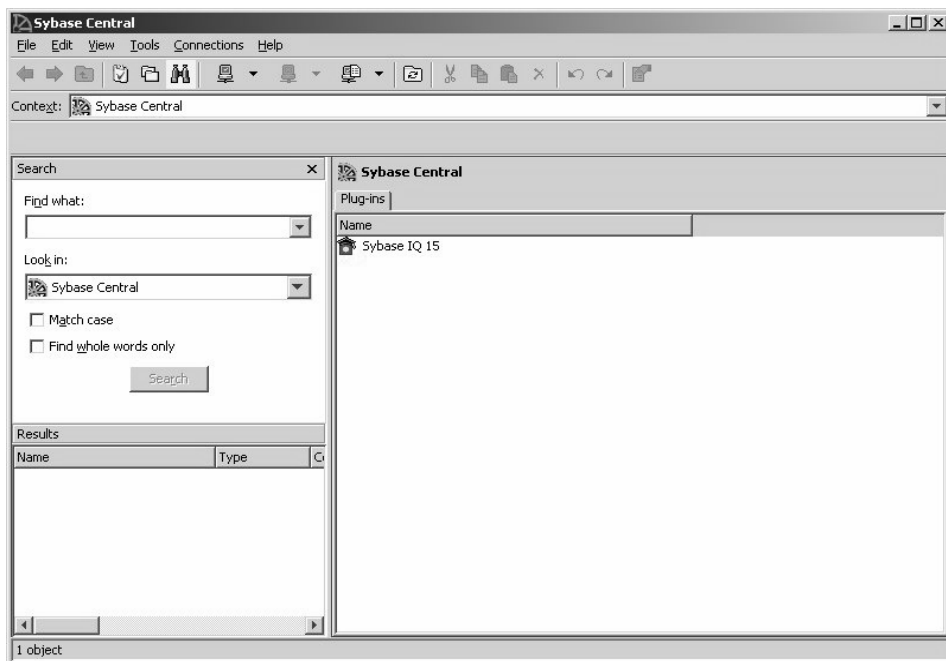 Sybase Central
File Edit View Tools Connections Help
Context: Sybase Central
Search
Find what:
Look in:
Sybase Central
Match case
Find whole words only
Search
Results
Name Type
Sybase Central
Plug-ins
Name
Sybase IQ 15
1 object